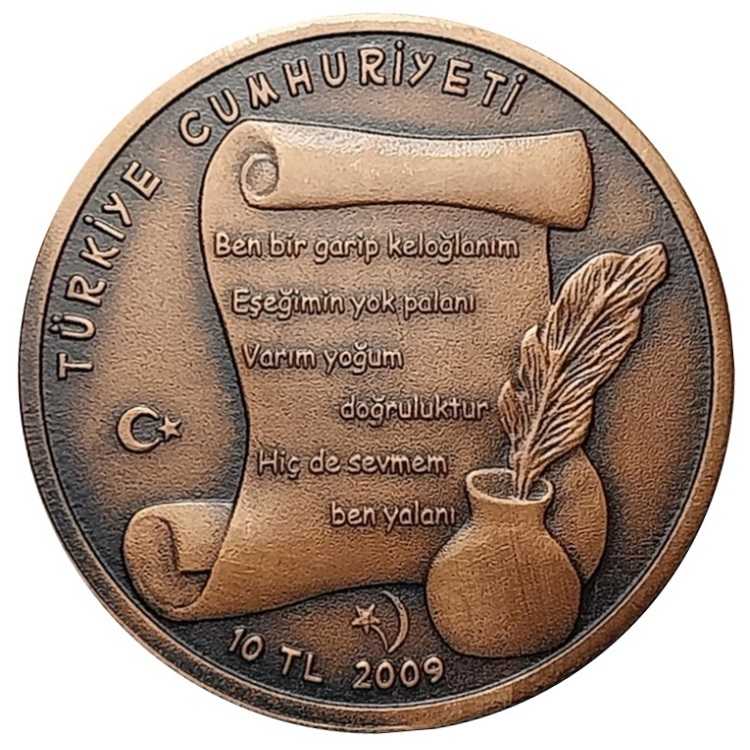 TÜRKİYE CUMHURİYETİ
Ben bir garip keloğlanım
Eşeğimin yok palanı
Varım yoğum
doğruluktur
Hiç de sevmem
ben yalanı
10 TL 2009